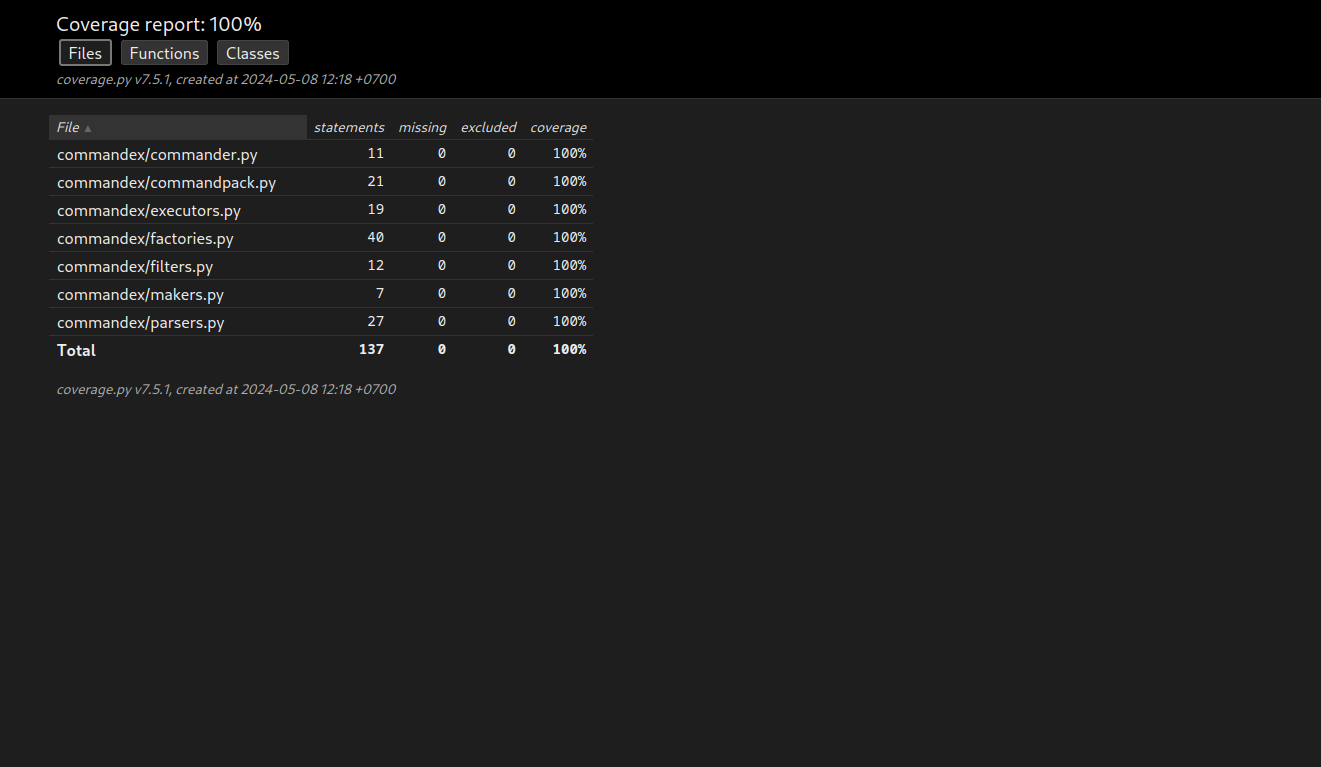 Coverage report: 100%
Files Functions Classes
coverage.py v7.5.1, created at 2024-05-08 12:18 +0700
File ▲ statements missing excluded coverage
commandex/commander.py 11 0 0 100%
commandex/commandpack.py 21 0 0 100%
commandex/executors.py 19 0 0 100%
commandex/factories.py 40 0 0 100%
commandex/filters.py 12 0 0 100%
commandex/makers.py 7 0 0 100%
commandex/parsers.py 27 0 0 100%
Total 137 0 0 100%
coverage.py v7.5.1, created at 2024-05-08 12:18 +0700